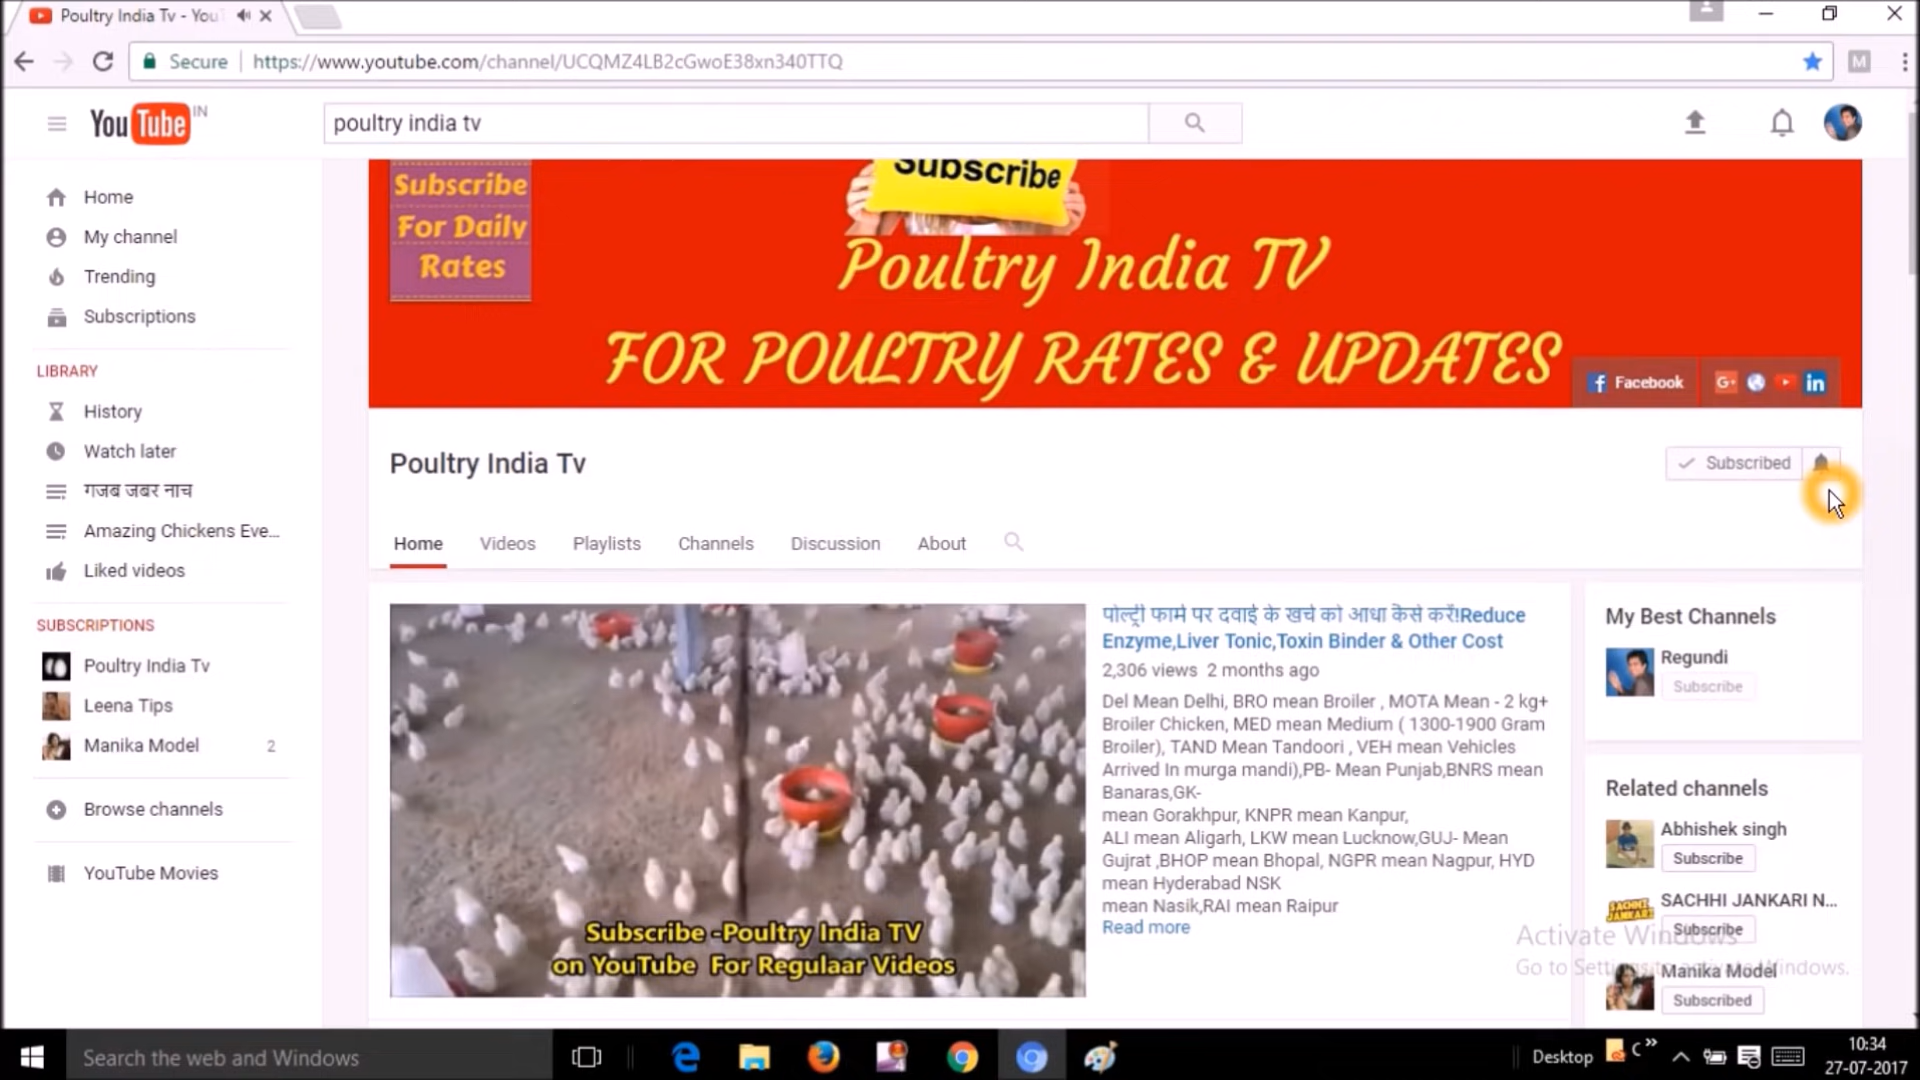 Poultry India Tv - You
Secure
https://www.youtube.com/channel/UCQMZ4LB2cGwoE38xn340TTQ
M
YouTube IN
poultry india tv
Home
My channel
Trending
Subscriptions
LIBRARY
History
Watch later
गजब जबर नाच
Amazing Chickens Eve...
Liked videos
SUBSCRIPTIONS
Poultry India Tv
Leena Tips
Manika Model 2
Browse channels
YouTube Movies
Subscribe
For Daily
Rates
Subscribe
Poultry India TV
FOR POULTRY RATES & UPDATES
Facebook
G+
in
Poultry India Tv
Subscribed
Home Videos Playlists Channels Discussion About
Subscribe -Poultry India TV
on YouTube For Regulaar Videos
पोल्ट्री फार्म पर दवाई के खर्च को आधा कैसे करें!Reduce
Enzyme,Liver Tonic,Toxin Binder & Other Cost
2,306 views 2 months ago
Del Mean Delhi, BRO mean Broiler , MOTA Mean - 2 kg+
Broiler Chicken, MED mean Medium ( 1300-1900 Gram
Broiler), TAND Mean Tandoori , VEH mean Vehicles
Arrived In murga mandi),PB- Mean Punjab,BNRS mean
Banaras,GK-
mean Gorakhpur, KNPR mean Kanpur,
ALI mean Aligarh, LKW mean Lucknow,GUJ- Mean
Gujrat ,BHOP mean Bhopal, NGPR mean Nagpur, HYD
mean Hyderabad NSK
mean Nasik,RAI mean Raipur
Read more
My Best Channels
Regundi
Subscribe
Related channels
Abhishek singh
Subscribe
SACHHI JANKARI N...
SACHHI
JANKARI
Subscribe
Manika Model
Subscribed
Activate Windows
Go to Settings to activate Windows.
Search the web and Windows
Desktop
10:34
27-07-2017